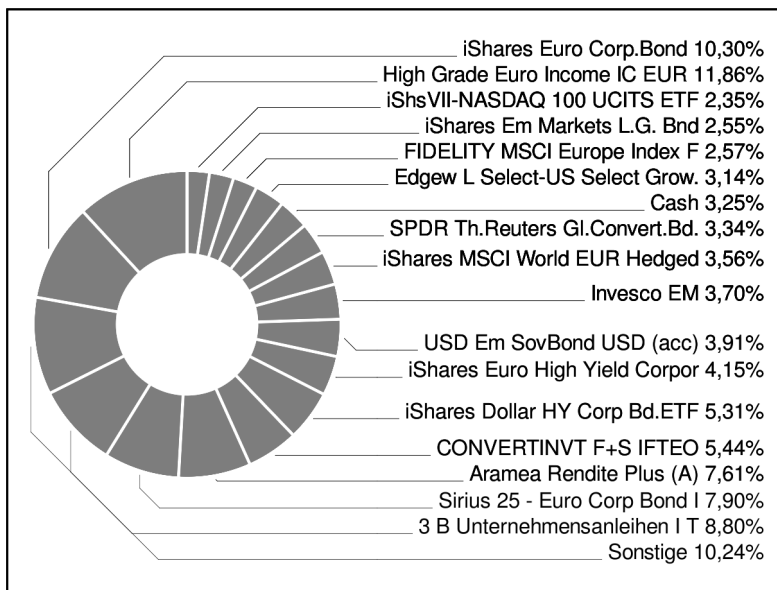 iShares Euro Corp.Bond 10,30%
High Grade Euro Income IC EUR 11,86%
iShsVII-NASDAQ 100 UCITS ETF 2,35%
iShares Em Markets L.G. Bnd 2,55%
FIDELITY MSCI Europe Index F 2,57%
Edgew L Select-US Select Grow. 3,14%
Cash 3,25%
SPDR Th.Reuters Gl.Convert.Bd. 3,34%
iShares MSCI World EUR Hedged 3,56%
Invesco EM 3,70%
USD Em SovBond USD (acc) 3,91%
iShares Euro High Yield Corpor 4,15%
iShares Dollar HY Corp Bd.ETF 5,31%
CONVERTINVT F+S IFTEO 5,44%
Aramea Rendite Plus (A) 7,61%
Sirius 25 - Euro Corp Bond I 7,90%
3 B Unternehmensanleihen I T 8,80%
Sonstige 10,24%